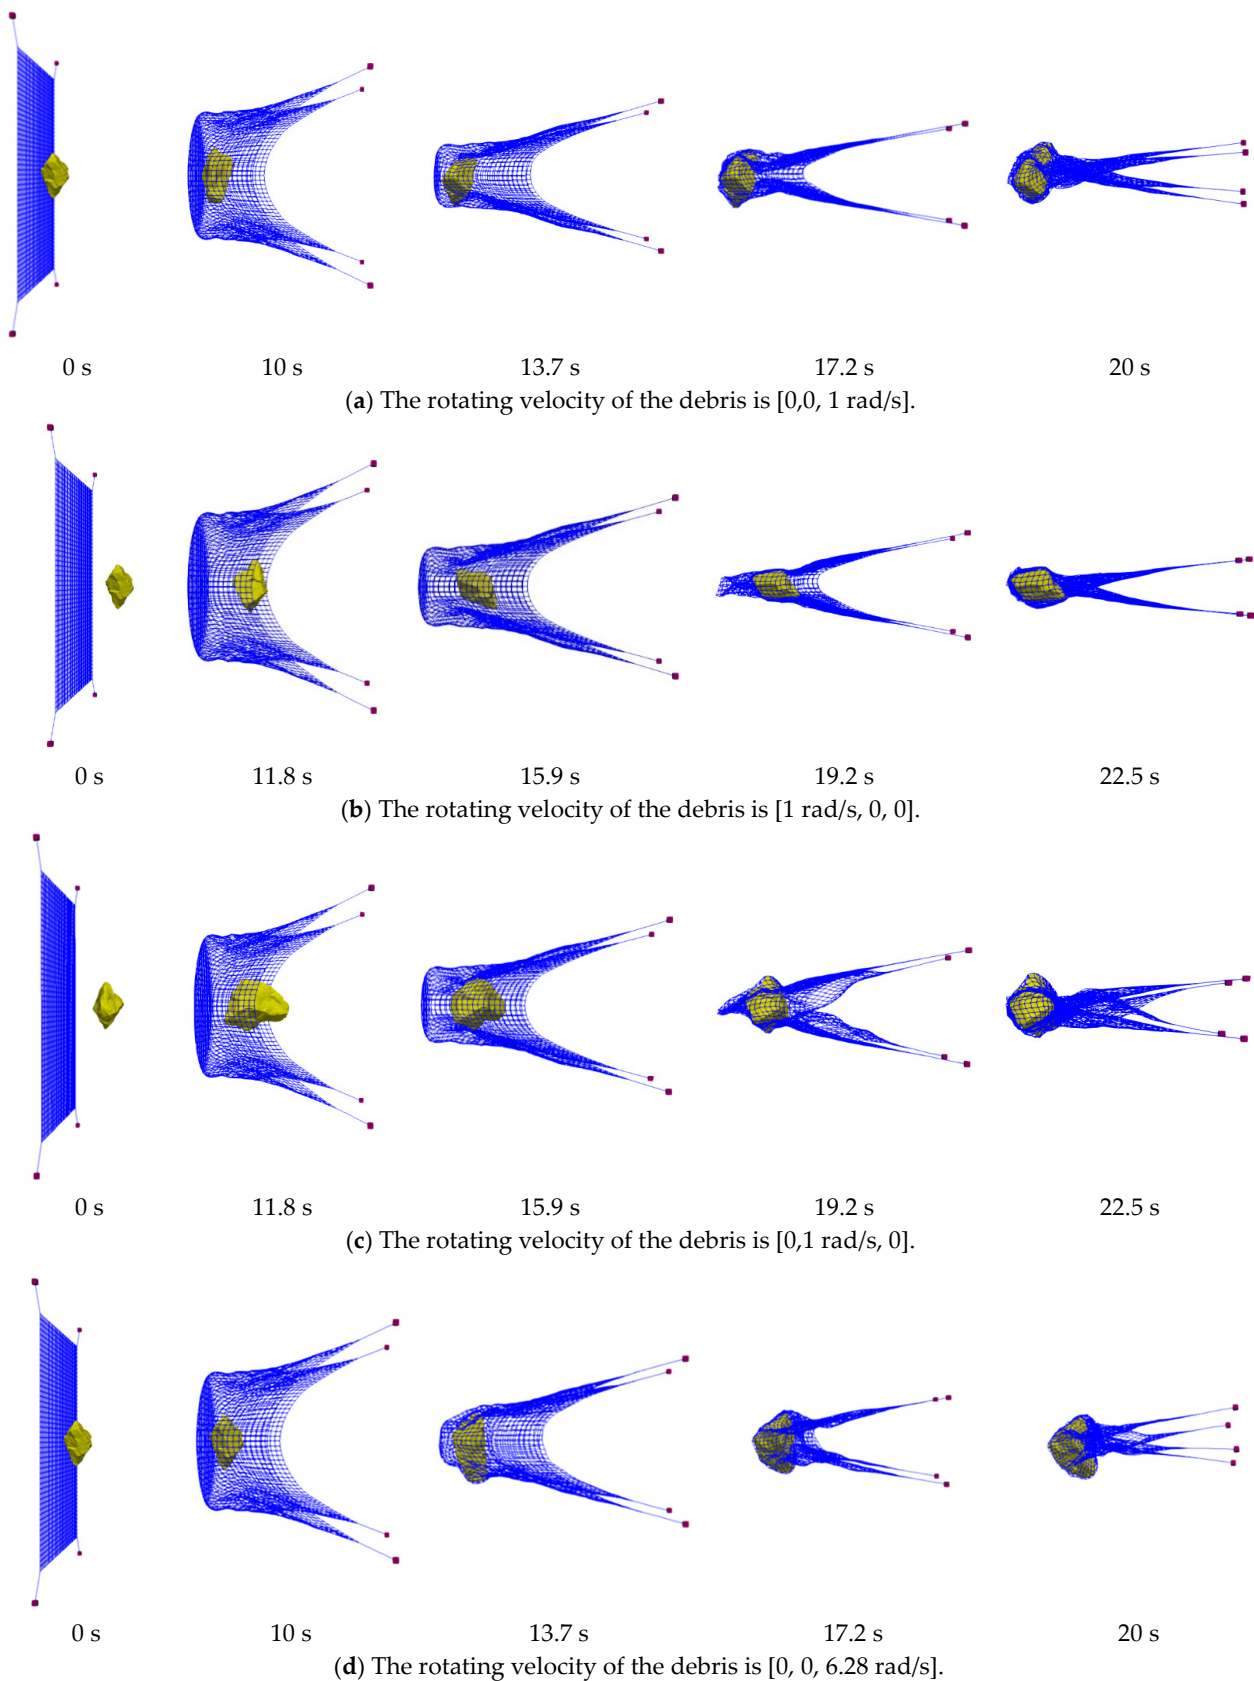 0 s 10 s 13.7 s 17.2 s 20 s
(a) The rotating velocity of the debris is [0,0, 1 rad/s].
0 s 11.8 s 15.9 s 19.2 s 22.5 s
(b) The rotating velocity of the debris is [1 rad/s, 0, 0].
0 s 11.8 s 15.9 s 19.2 s 22.5 s
(c) The rotating velocity of the debris is [0,1 rad/s, 0].
0 s 10 s 13.7 s 17.2 s 20 s
(d) The rotating velocity of the debris is [0, 0, 6.28 rad/s].